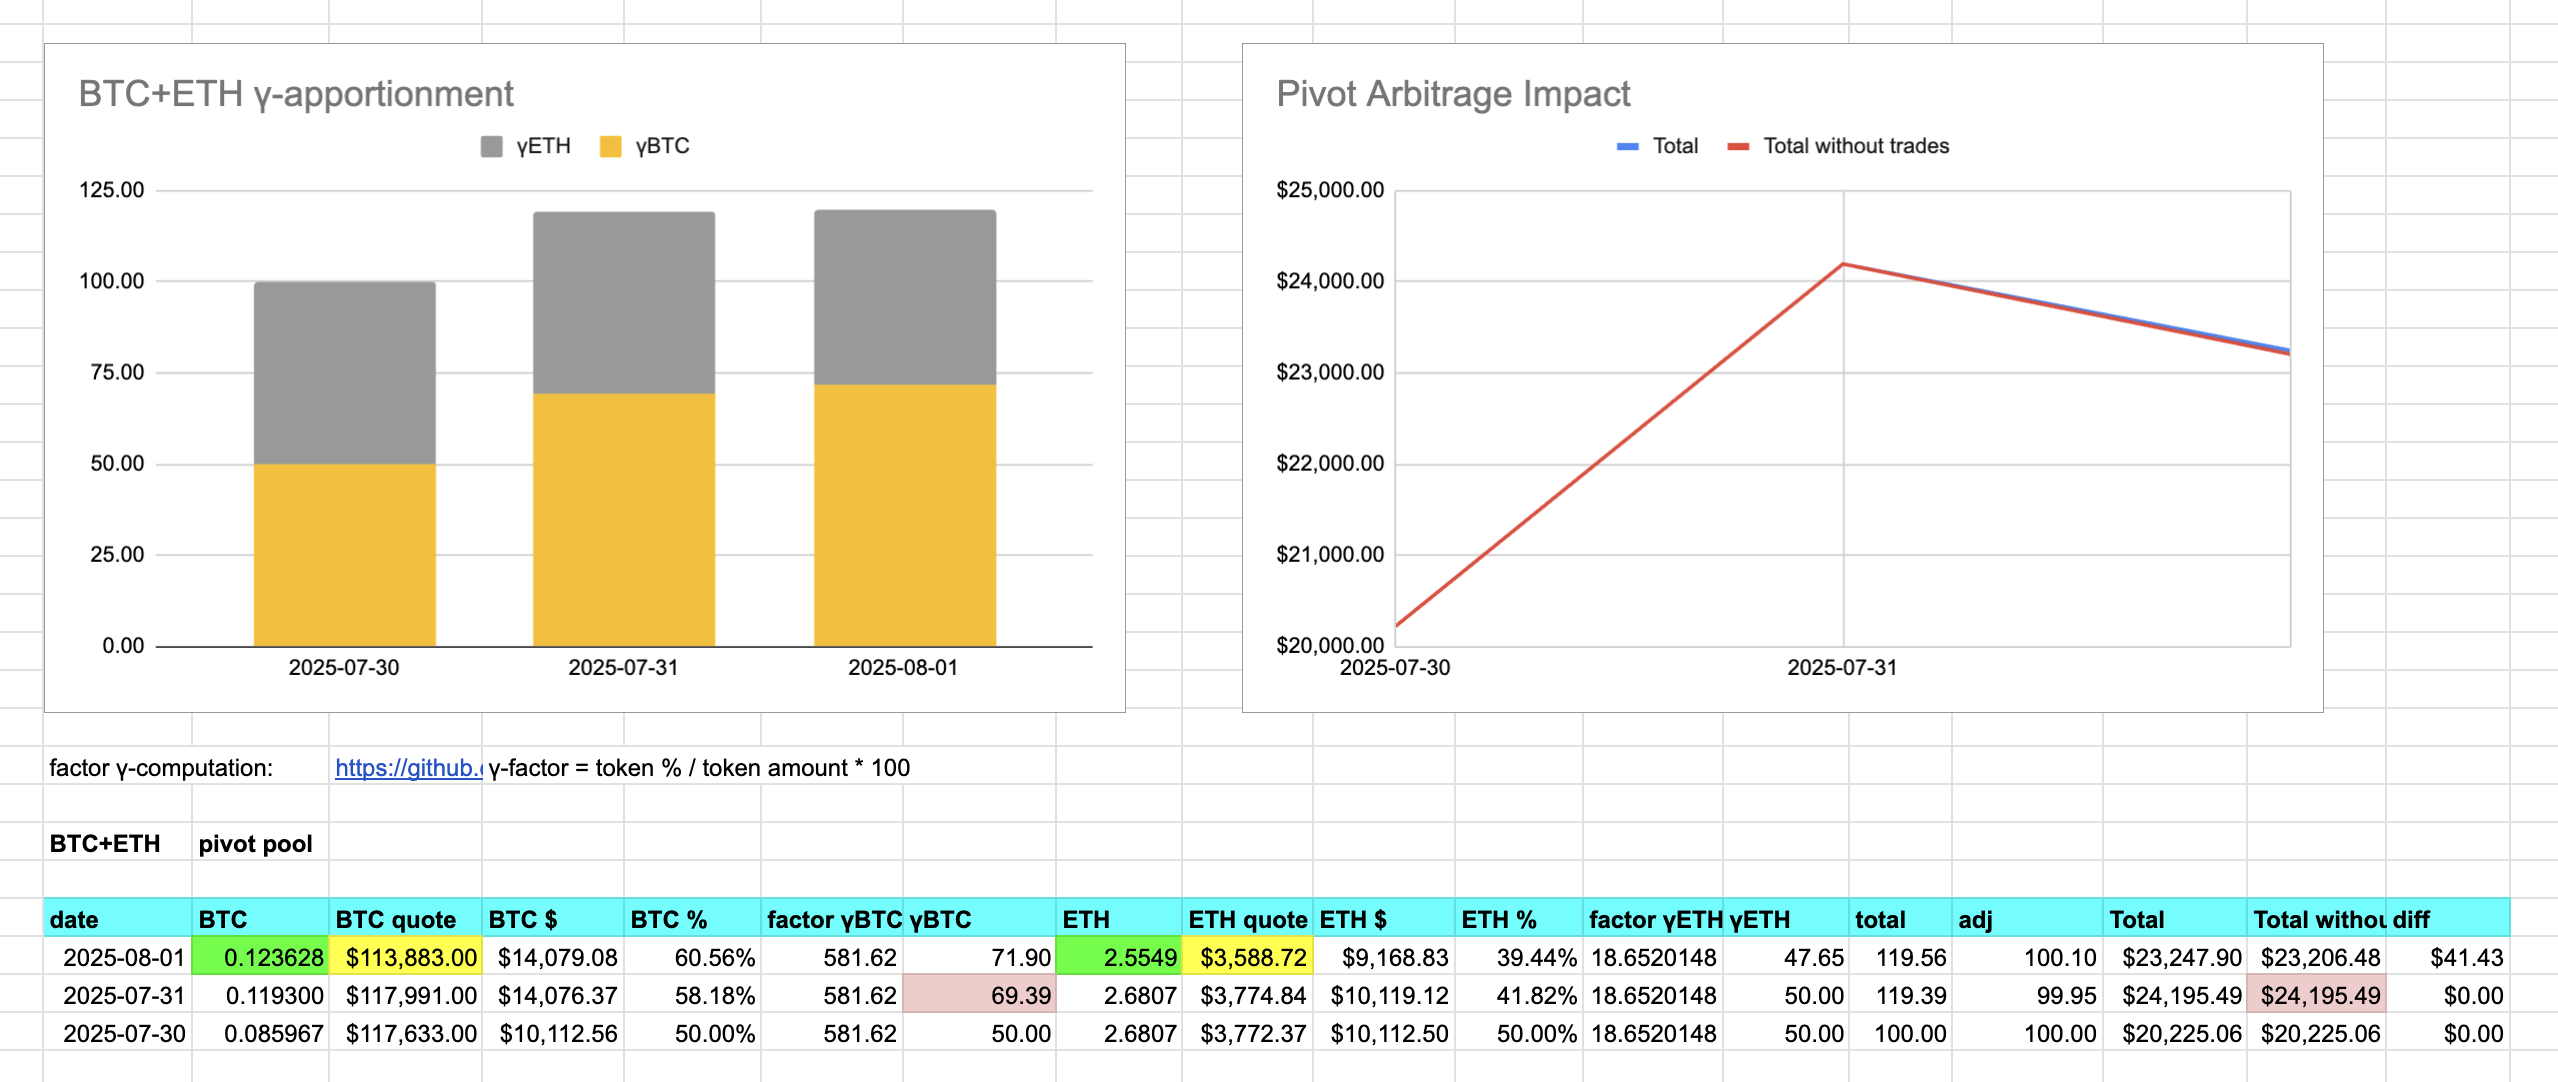 BTC+ETH γ-apportionment
γETH γBTC
125.00
100.00
75.00
50.00
25.00
0.00
2025-07-30 2025-07-31 2025-08-01
Pivot Arbitrage Impact
Total Total without trades
$25,000.00
$24,000.00
$23,000.00
$22,000.00
$21,000.00
$20,000.00
2025-07-30 2025-07-31
factor γ-computation: https://github. γ-factor = token % / token amount * 100
BTC+ETH pivot pool
date BTC BTC quote BTC $ BTC % factor γBTC γBTC ETH ETH quote ETH $ ETH % factor γETH γETH total adj Total Total withou diff
2025-08-01 0.123628 $113,883.00 $14,079.08 60.56% 581.62 71.90 2.5549 $3,588.72 $9,168.83 39.44% 18.6520148 47.65 119.56 100.10 $23,247.90 $23,206.48 $41.43
2025-07-31 0.119300 $117,991.00 $14,076.37 58.18% 581.62 69.39 2.6807 $3,774.84 $10,119.12 41.82% 18.6520148 50.00 119.39 99.95 $24,195.49 $24,195.49 $0.00
2025-07-30 0.085967 $117,633.00 $10,112.56 50.00% 581.62 50.00 2.6807 $3,772.37 $10,112.50 50.00% 18.6520148 50.00 100.00 100.00 $20,225.06 $20,225.06 $0.00